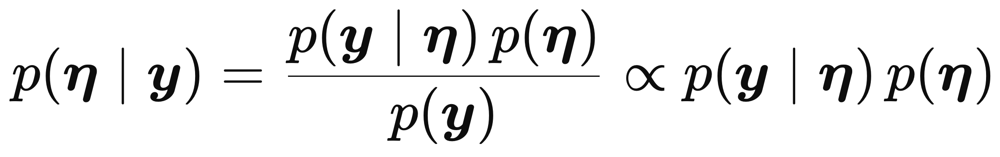 p(η | y) = p(y | η) p(η) / p(y) ∝ p(y | η) p(η)